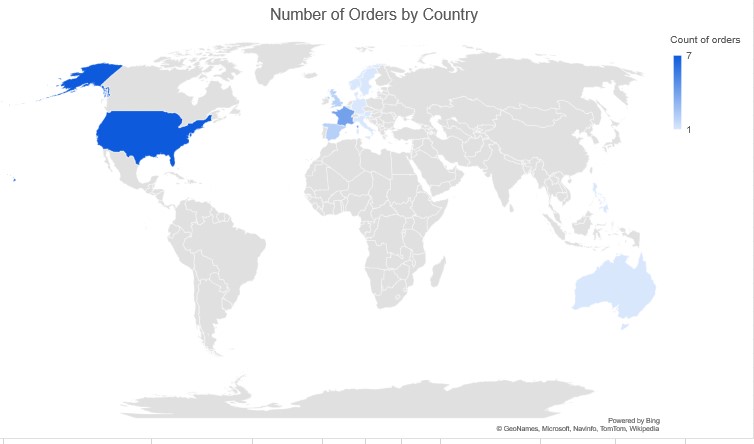 Number of Orders by Country
Count of orders
7
1
Powered by Bing
© GeoNames, Microsoft, Navinfo, TomTom, Wikipedia